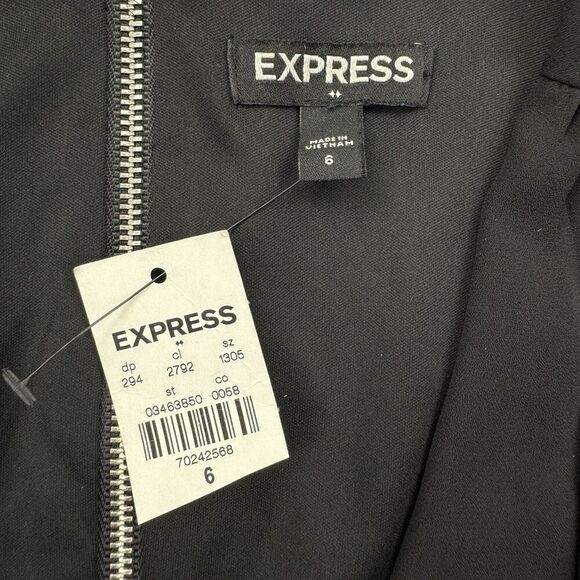 EXPRESS
MADE IN
VIETNAM
6
EXPRESS
dp cl sz
294 2792 1305
st co
03463850 0058
70242568
6